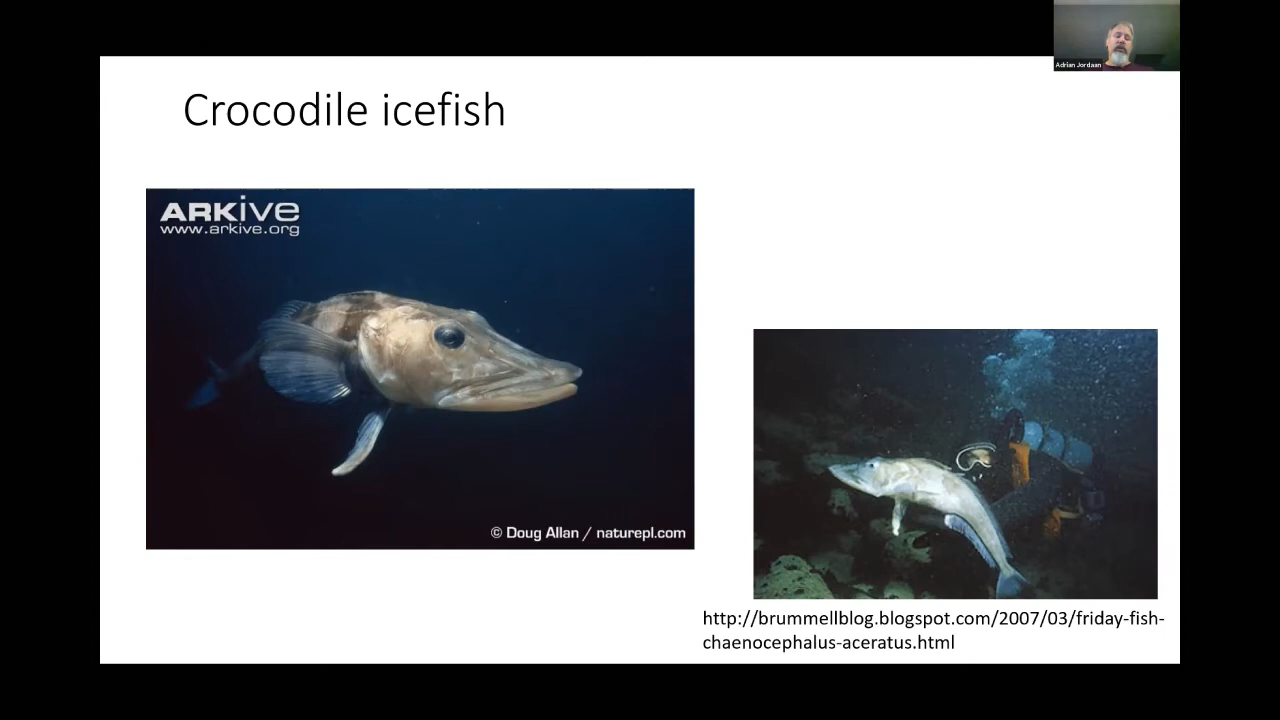 Adrian Jordaan
Crocodile icefish
ARKive
www.arkive.org
© Doug Allan / naturepl.com
http://brummellblog.blogspot.com/2007/03/friday-fish-
chaenocephalus-aceratus.html